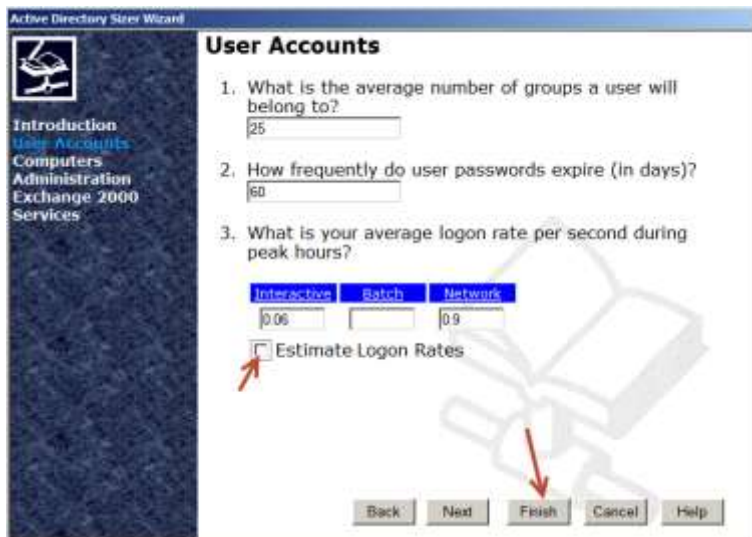 Active Directory Sizer Wizard
User Accounts
1. What is the average number of groups a user will
belong to?
25
2. How frequently do user passwords expire (in days)?
60
3. What is your average logon rate per second during
peak hours?
Interactive Batch Network
0.06 0.9
Estimate Logon Rates
Introduction
User Accounts
Computers
Administration
Exchange 2000
Services
Back Next Finish Cancel Help